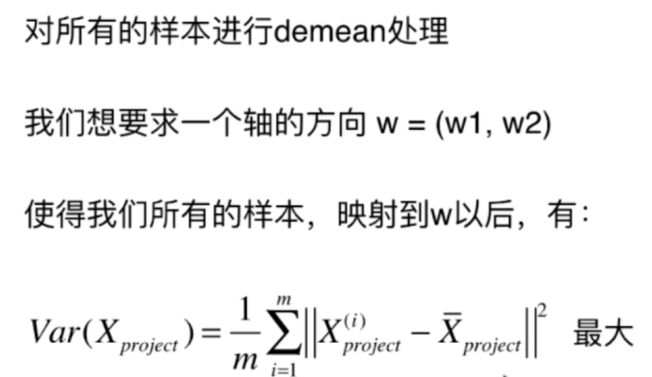 对所有的样本进行demean处理
我们想要求一个轴的方向 w = (w1, w2)
使得我们所有的样本，映射到w以后，有：
$Var(X_{project}) = \frac{1}{m}\sum_{i=1}^{m}\left\|X_{project}^{(i)} - \overline{X}_{project}\right\|^2$ 最大